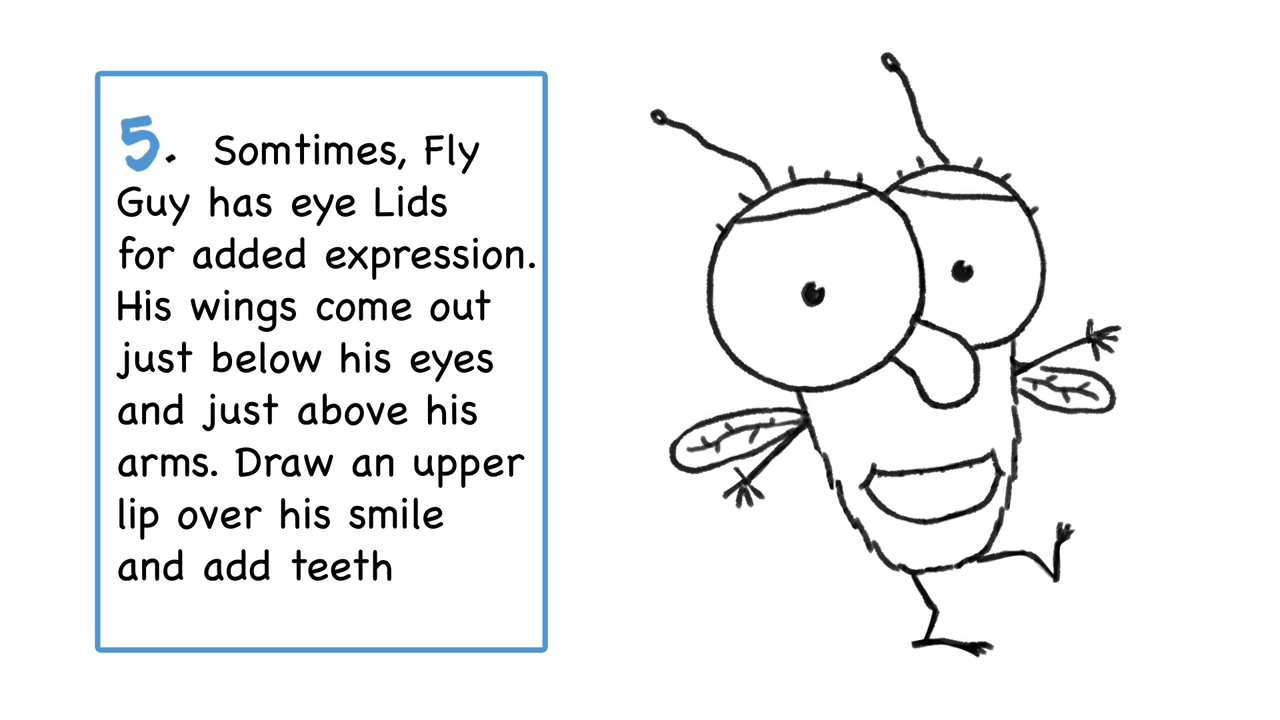 5. Somtimes, Fly
Guy has eye Lids
for added expression.
His wings come out
just below his eyes
and just above his
arms. Draw an upper
lip over his smile
and add teeth